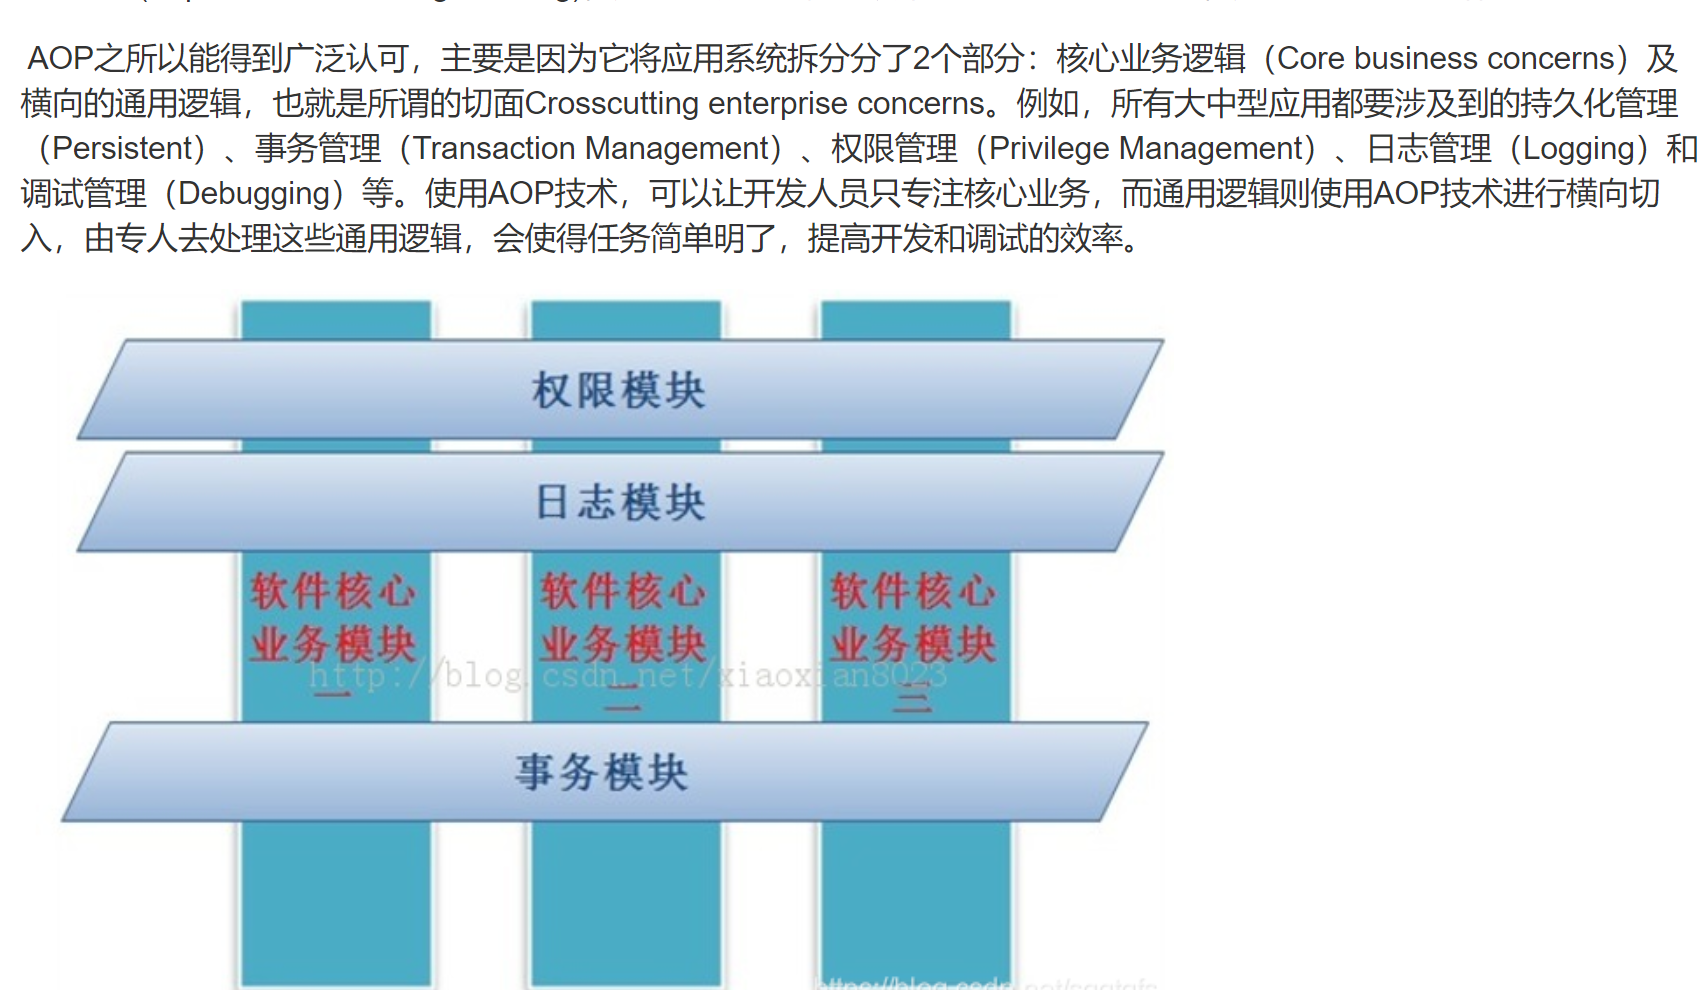 AOP之所以能得到广泛认可，主要是因为它将应用系统拆分分了2个部分：核心业务逻辑（Core business concerns）及
横向的通用逻辑，也就是所谓的切面Crosscutting enterprise concerns。例如，所有大中型应用都要涉及到的持久化管理
（Persistent）、事务管理（Transaction Management）、权限管理（Privilege Management）、日志管理（Logging）和
调试管理（Debugging）等。使用AOP技术，可以让开发人员只专注核心业务，而通用逻辑则使用AOP技术进行横向切
入，由专人去处理这些通用逻辑，会使得任务简单明了，提高开发和调试的效率。
权限模块
日志模块
软件核心
业务模块
一
软件核心
业务模块
二
软件核心
业务模块
三
http://blog.csdn.net/xiaoxian8023
事务模块